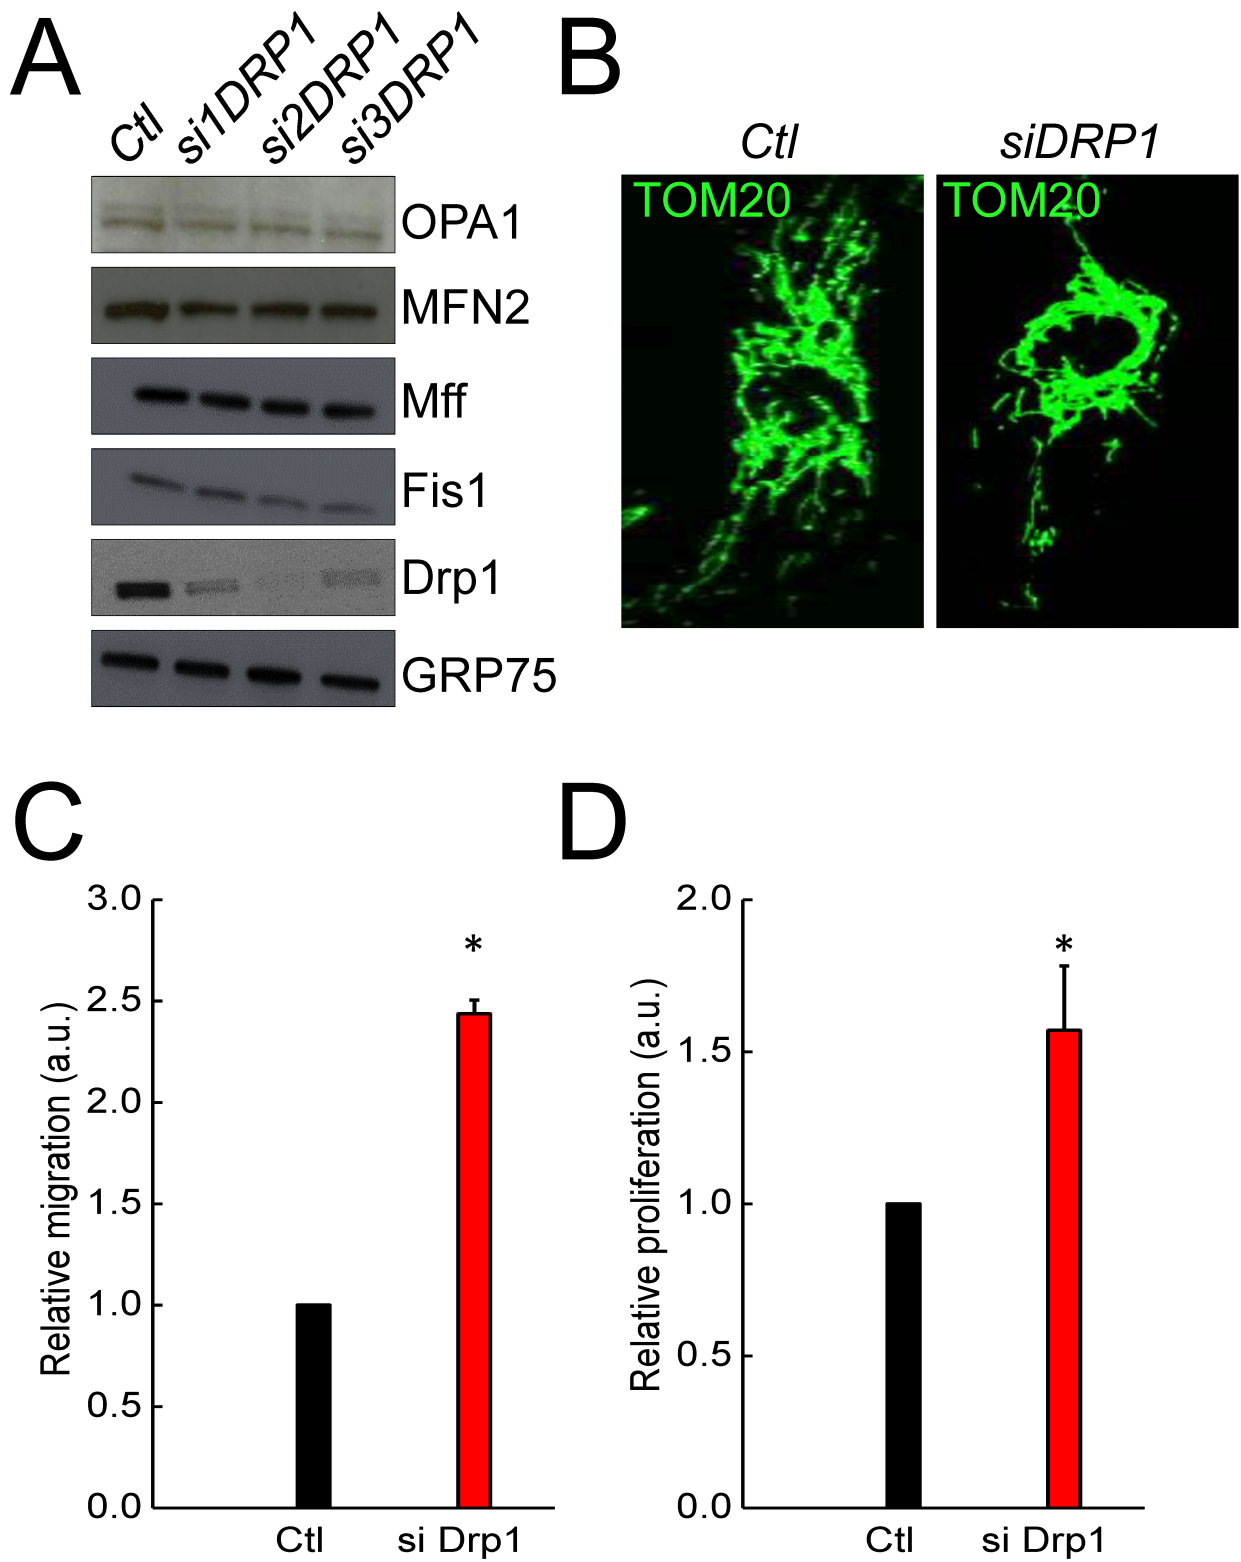 A
Ctl
si1DRP1
si2DRP1
si3DRP1
OPA1
MFN2
Mff
Fis1
Drp1
GRP75
B
Ctl
siDRP1
TOM20
TOM20
C
3.0
2.5
2.0
1.5
1.0
0.5
0.0
Relative migration (a.u.)
*
Ctl
si Drp1
D
2.0
1.5
1.0
0.5
0.0
Relative proliferation (a.u.)
*
Ctl
si Drp1